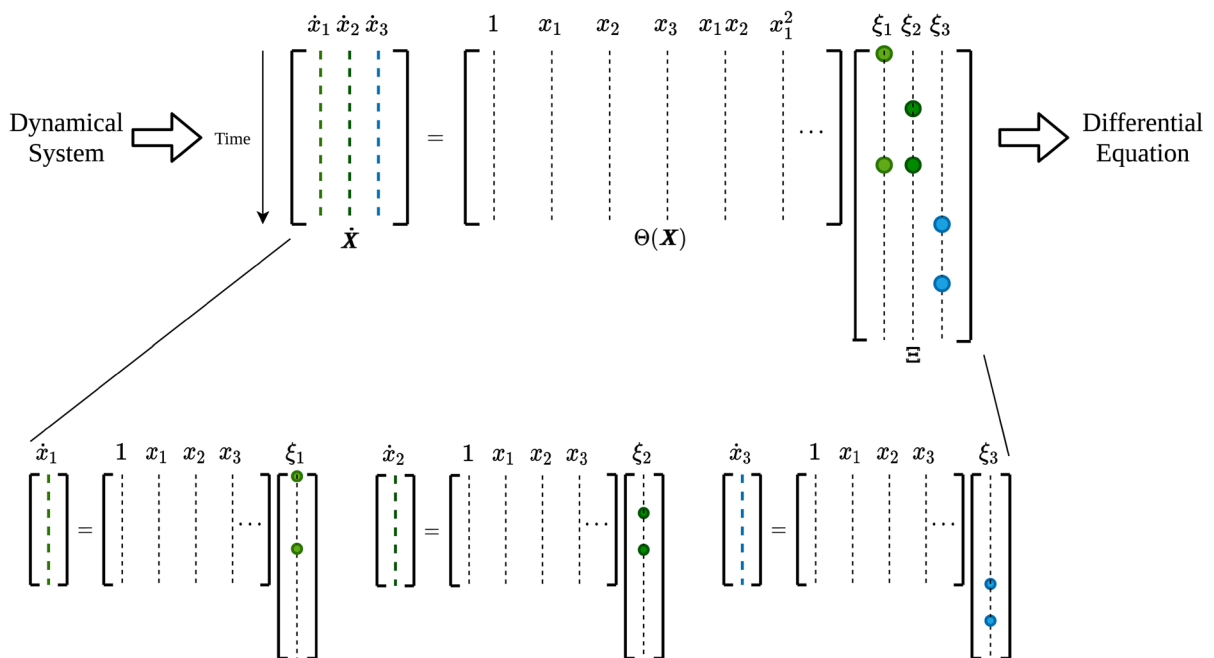 ẋ₁ ẋ₂ ẋ₃ 1 x₁ x₂ x₃ x₁x₂ x₁² ξ₁ ξ₂ ξ₃
Dynamical
System
Time
= ⋯
Differential
Equation
Ẋ Θ(X)
Ξ
ẋ₁ 1 x₁ x₂ x₃ ξ₁ ẋ₂ 1 x₁ x₂ x₃ ξ₂ ẋ₃ 1 x₁ x₂ x₃ ξ₃
= ⋯ = ⋯ = ⋯